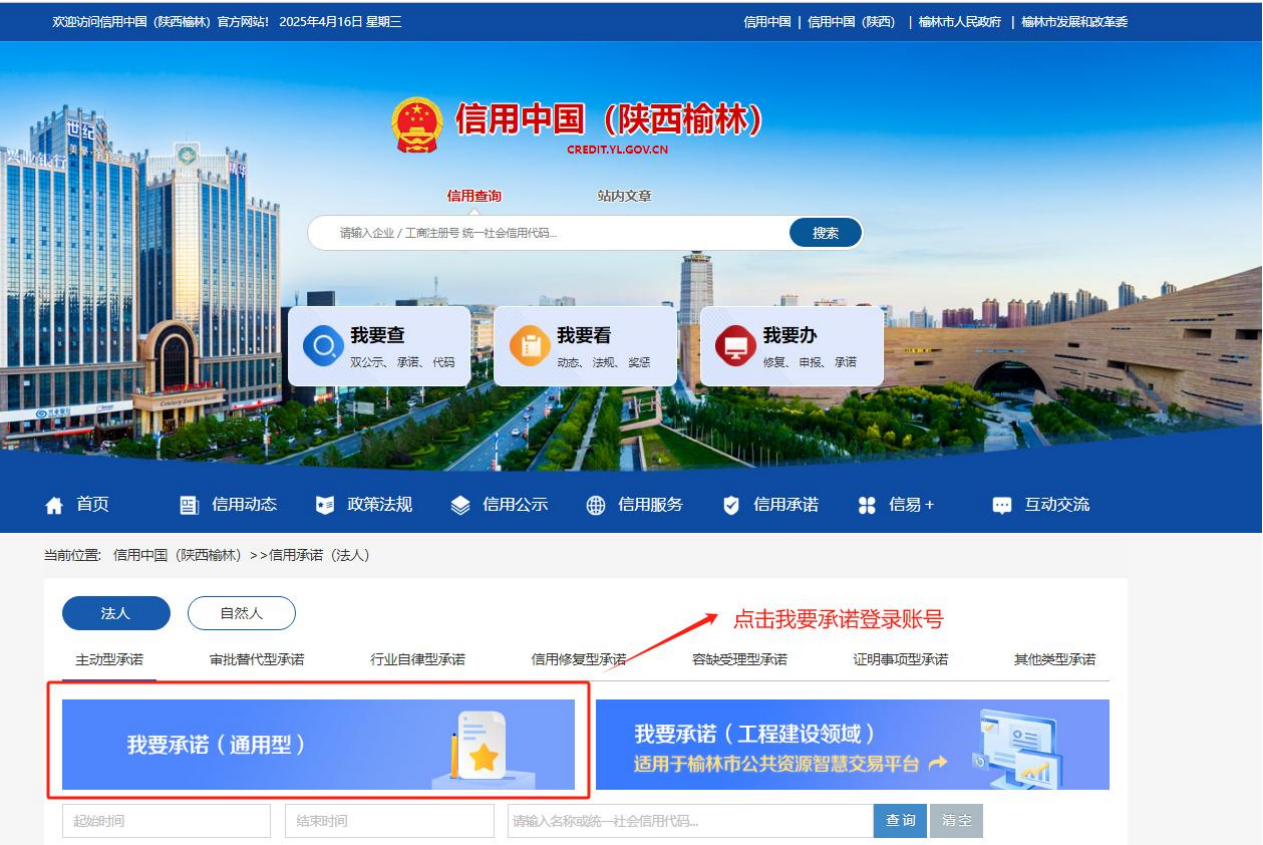 欢迎访问信用中国（陕西榆林）官方网站! 2025年4月16日 星期三
信用中国 | 信用中国（陕西） | 榆林市人民政府 | 榆林市发展和改革委
世纪
信用中国（陕西榆林）
CREDIT.YL.GOV.CN
信用查询 站内文章
请输入企业 / 工商注册号 统一社会信用代码...
搜索
我要查 我要看 我要办
双公示、承诺、代码 动态、法规、奖惩 修复、申报、承诺
首页 信用动态 政策法规 信用公示 信用服务 信用承诺 信易+ 互动交流
当前位置: 信用中国（陕西榆林）>>信用承诺（法人）
法人 自然人
点击我要承诺登录账号
主动型承诺 审批替代型承诺 行业自律型承诺 信用修复型承诺 容缺受理型承诺 证明事项型承诺 其他类型承诺
我要承诺（通用型）
我要承诺（工程建设领域）
适用于榆林市公共资源智慧交易平台
起始时间 结束时间 请输入名称或统一社会信用代码... 查询 清空